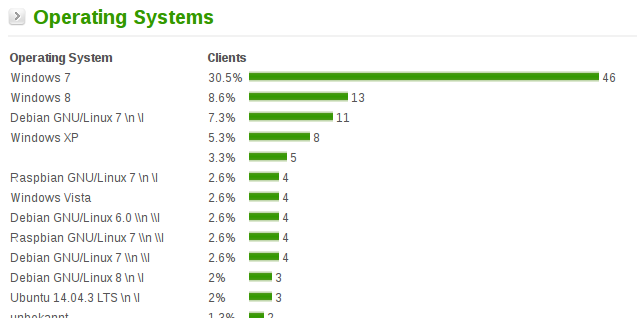 Operating Systems
Operating System Clients
Windows 7 30.5% 46
Windows 8 8.6% 13
Debian GNU/Linux 7 \n \l 7.3% 11
Windows XP 5.3% 8
3.3% 5
Raspbian GNU/Linux 7 \n \l 2.6% 4
Windows Vista 2.6% 4
Debian GNU/Linux 6.0 \\n \\l 2.6% 4
Raspbian GNU/Linux 7 \\n \\l 2.6% 4
Debian GNU/Linux 7 \\n \\l 2.6% 4
Debian GNU/Linux 8 \n \l 2% 3
Ubuntu 14.04.3 LTS \n \l 2% 3
unbekannt 1.3% 2